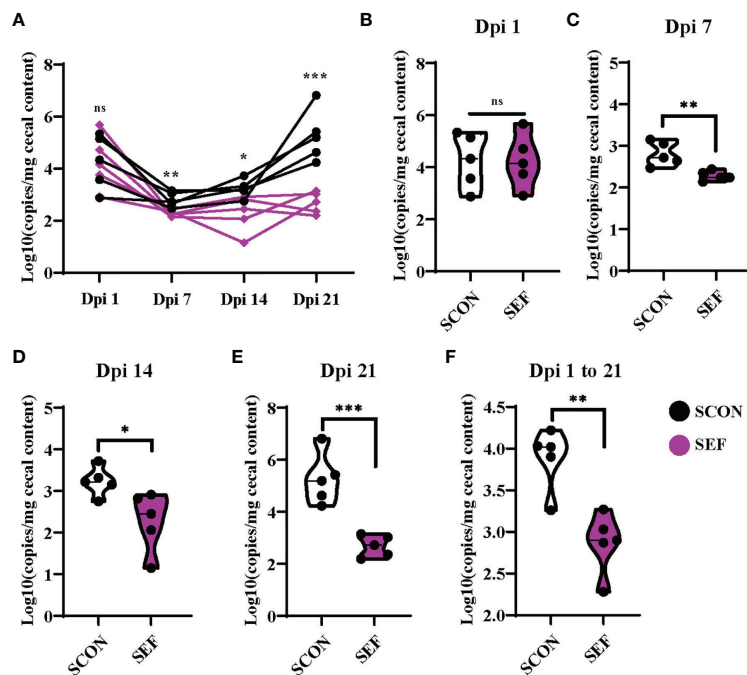 A
Log10(copies/mg cecal content)
8
6
4
2
0
ns
**
*
***
Dpi 1 Dpi 7 Dpi 14 Dpi 21
B
Dpi 1
Log10(copies/mg cecal content)
8
6
4
2
0
ns
SCON SEF
C
Dpi 7
Log10(copies/mg cecal content)
5
4
3
2
1
**
SCON SEF
D
Dpi 14
Log10(copies/mg cecal content)
5
4
3
2
1
0
*
SCON SEF
E
Dpi 21
Log10(copies/mg cecal content)
8
6
4
2
0
***
SCON SEF
F
Dpi 1 to 21
Log10(copies/mg cecal content)
4.5
4.0
3.5
3.0
2.5
2.0
**
SCON SEF
SCON
SEF